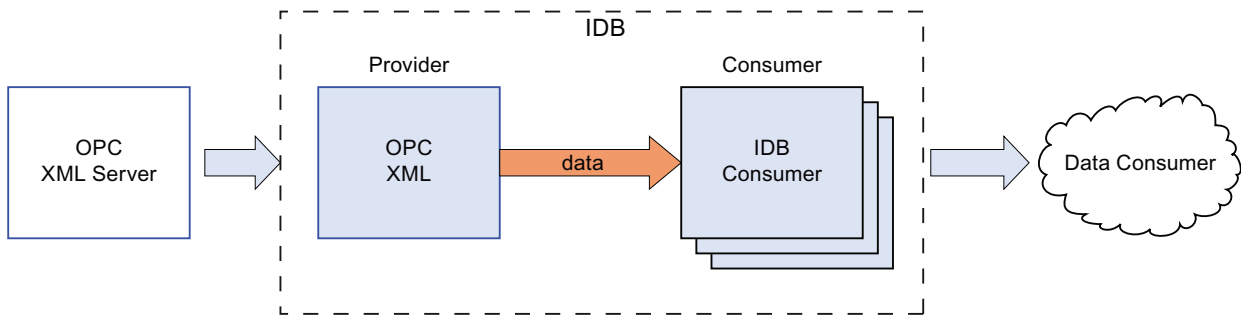 IDB
Provider
Consumer
OPC
XML Server
OPC
XML
data
IDB
Consumer
Data Consumer